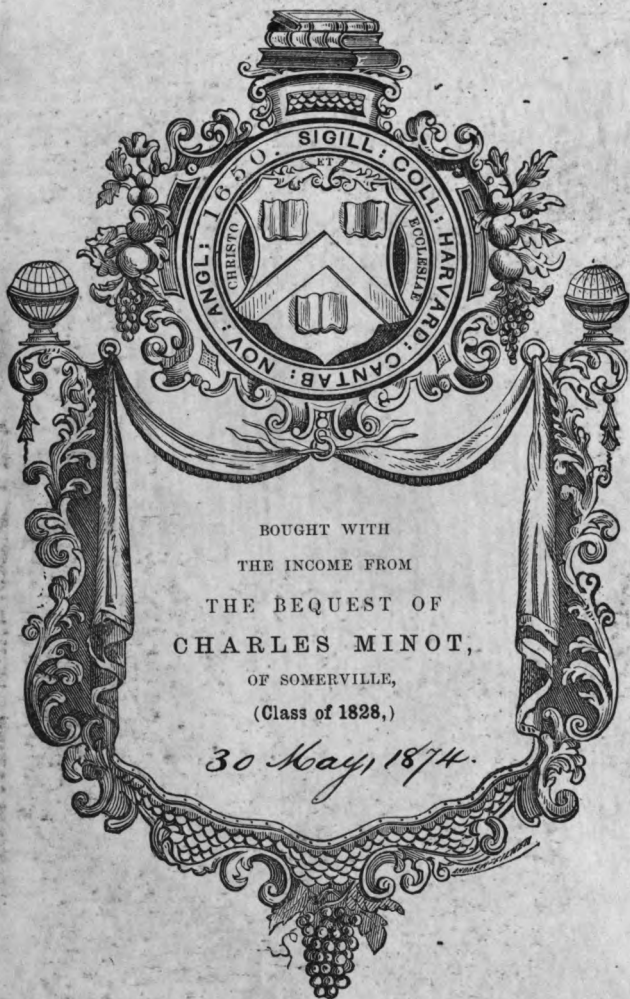 SIGILL: COLL: HARVARD: CANTAB: NOV: ANGL: 1650.
ET
CHRISTO
ECCLESIAE
BOUGHT WITH
THE INCOME FROM
THE BEQUEST OF
CHARLES MINOT,
OF SOMERVILLE,
(Class of 1828,)
30 May, 1874.